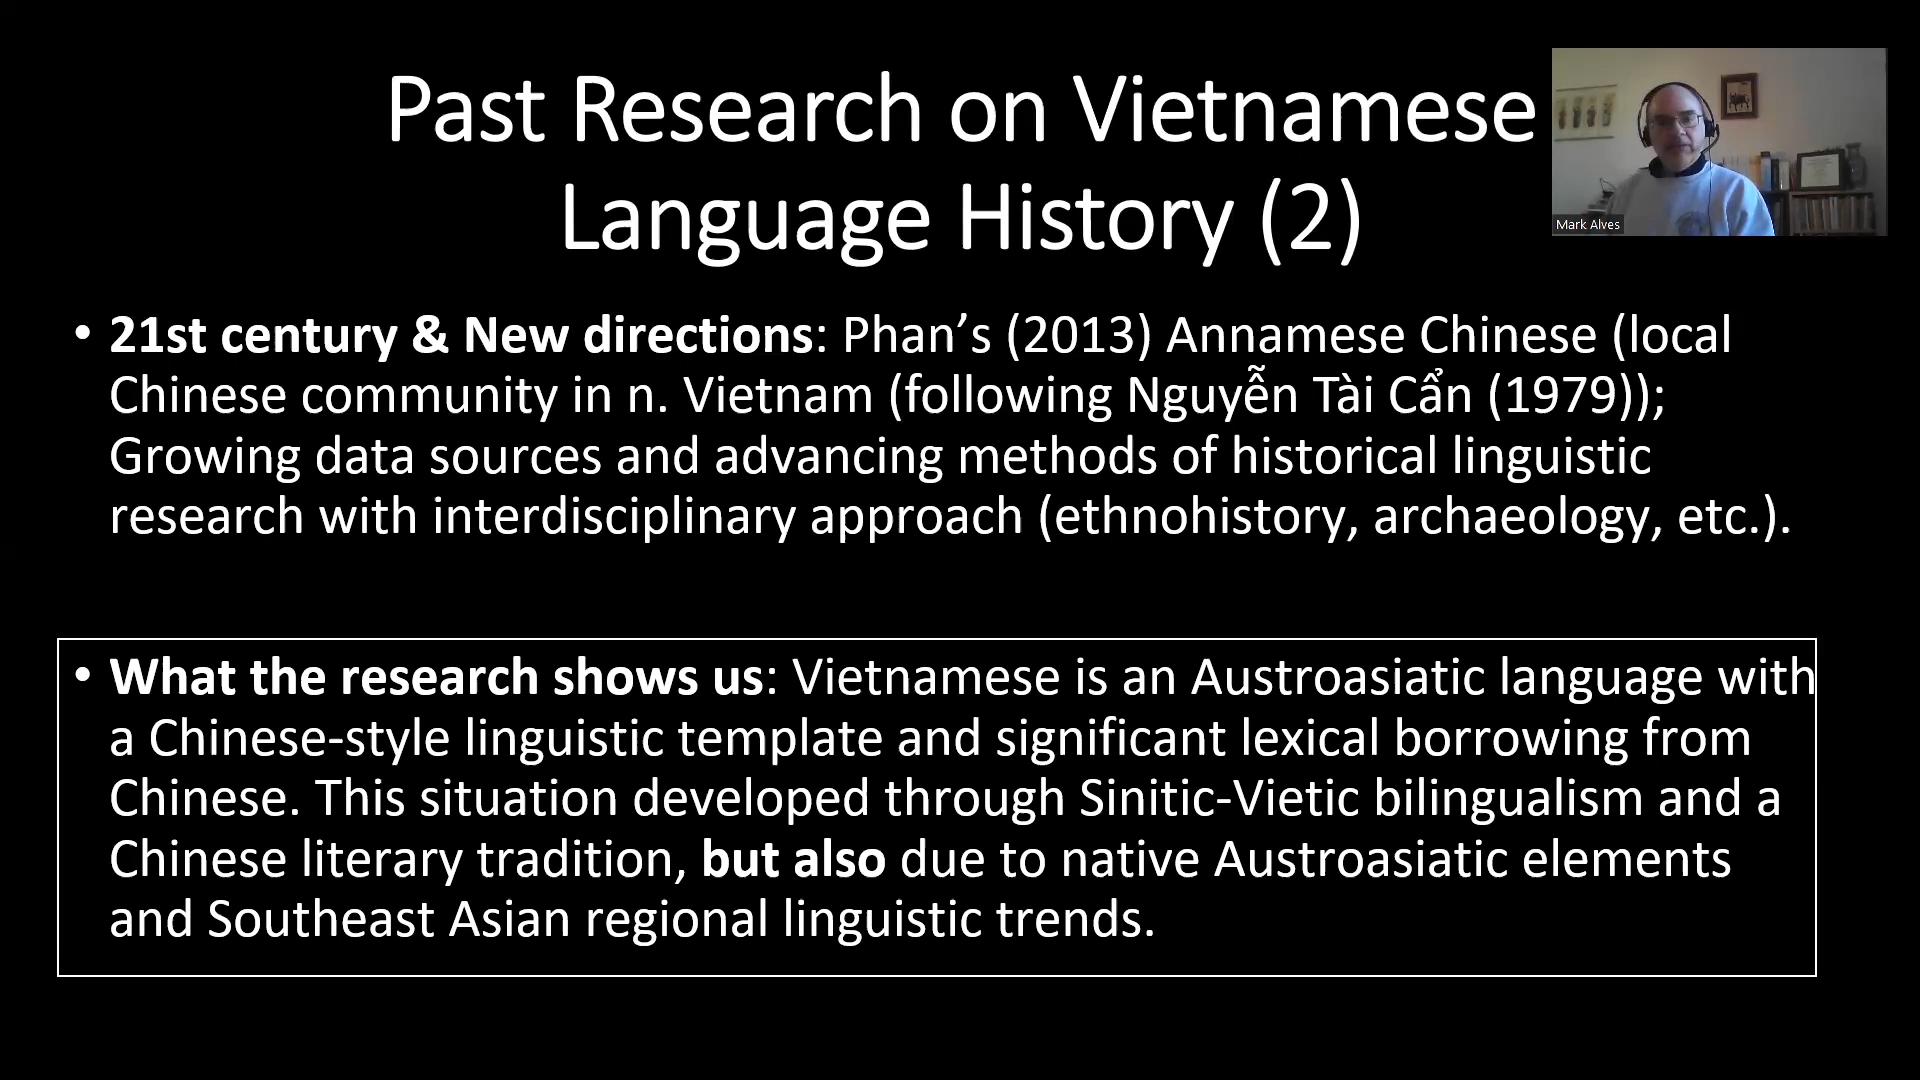 Past Research on Vietnamese
Language History (2)
Mark Alves
• 21st century & New directions: Phan’s (2013) Annamese Chinese (local
Chinese community in n. Vietnam (following Nguyễn Tài Cẩn (1979));
Growing data sources and advancing methods of historical linguistic
research with interdisciplinary approach (ethnohistory, archaeology, etc.).
• What the research shows us: Vietnamese is an Austroasiatic language with
a Chinese-style linguistic template and significant lexical borrowing from
Chinese. This situation developed through Sinitic-Vietic bilingualism and a
Chinese literary tradition, but also due to native Austroasiatic elements
and Southeast Asian regional linguistic trends.